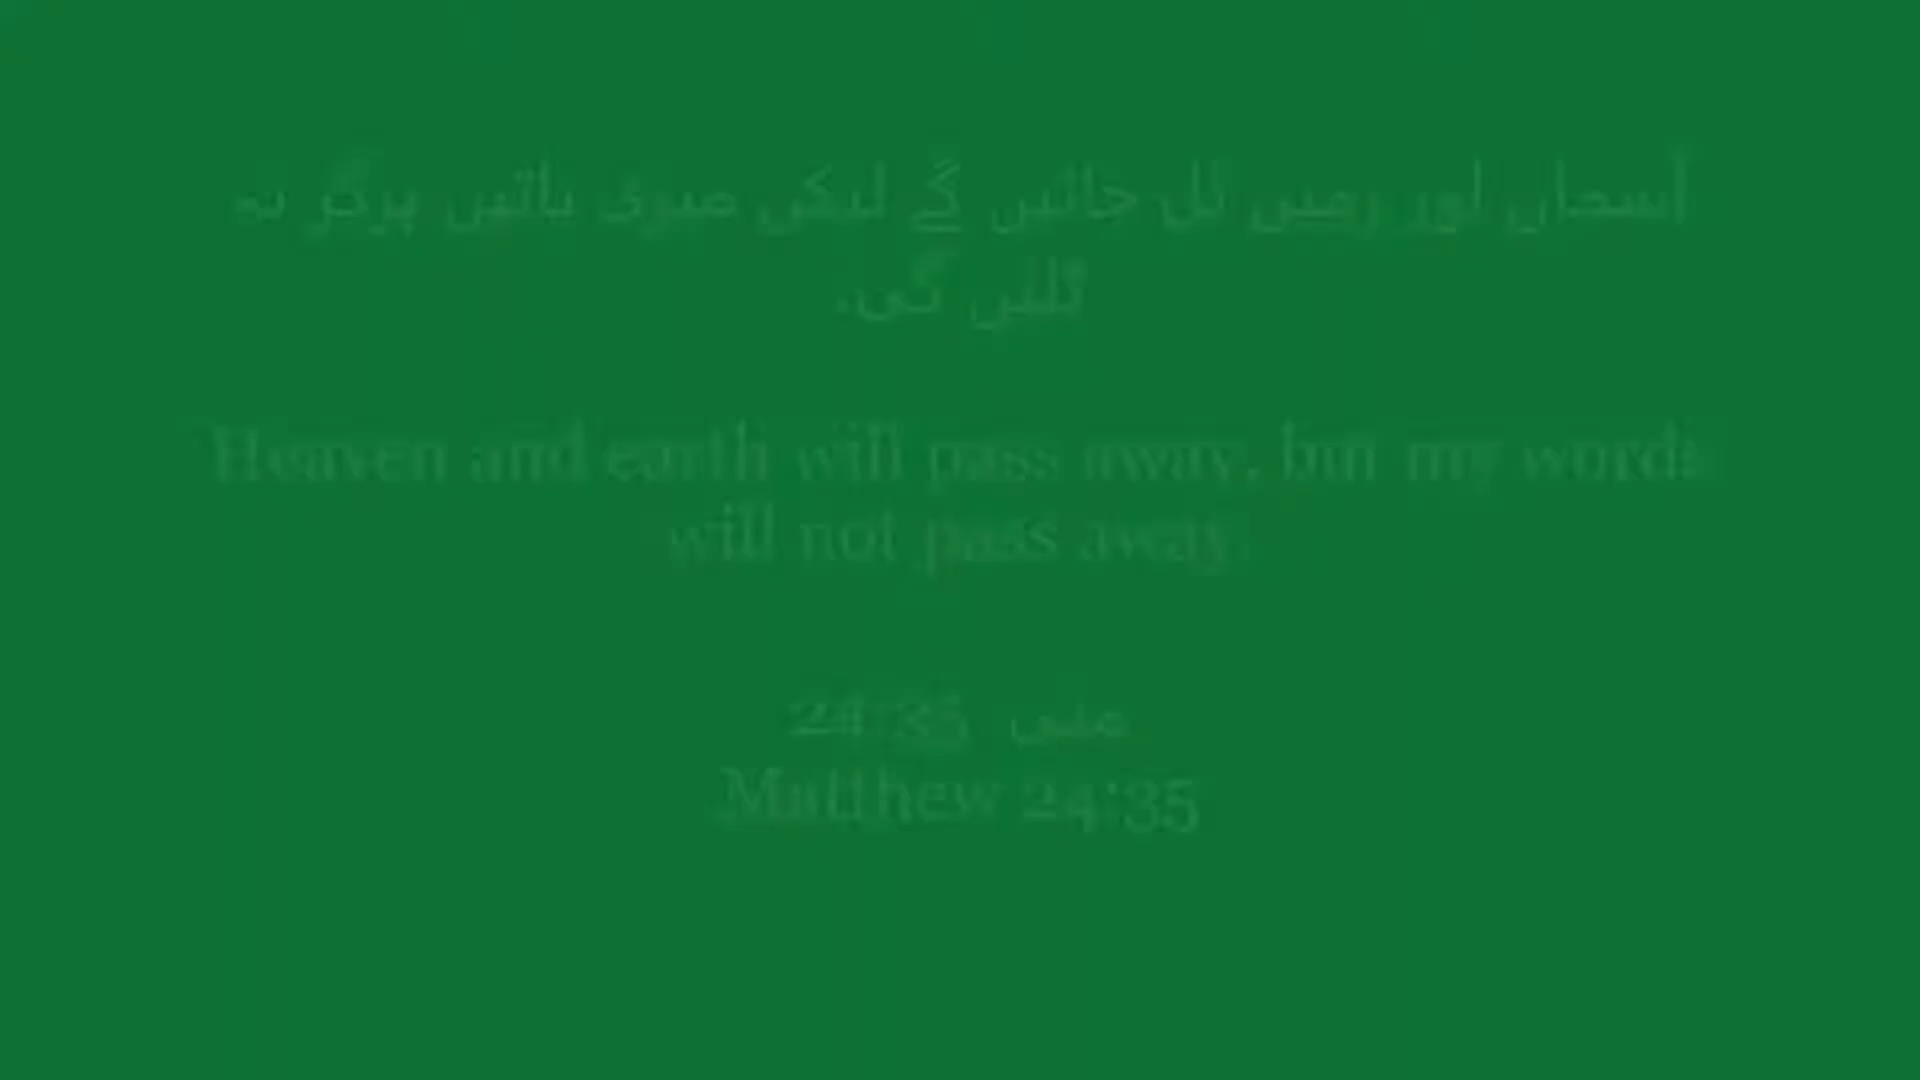 آسمان اور زمین ٹل جائیں گے لیکن میری باتیں ہرگز نہ
ٹلیں گی۔
Heaven and earth will pass away, but my words
will not pass away.
متی 24:35
Matthew 24:35